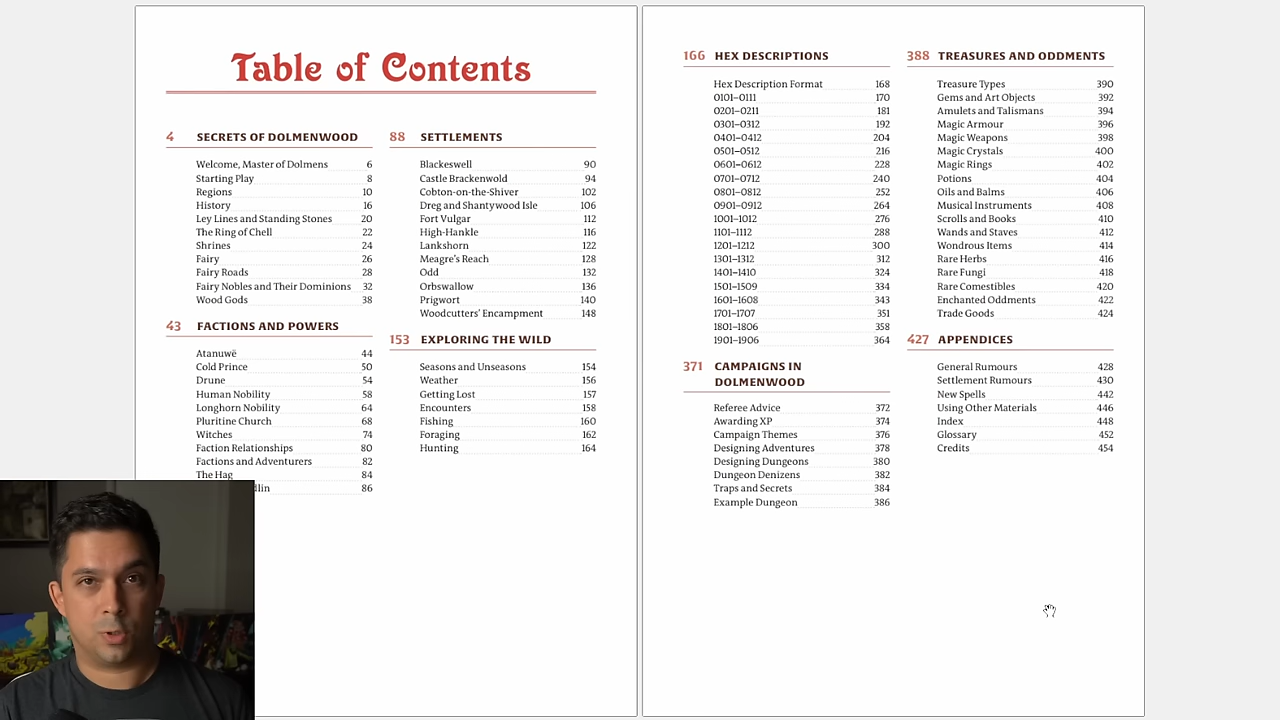 Table of Contents
4 SECRETS OF DOLMENWOOD
Welcome, Master of Dolmens 6
Starting Play 8
Regions 10
History 16
Ley Lines and Standing Stones 20
The Ring of Chell 22
Shrines 24
Fairy 26
Fairy Roads 28
Fairy Nobles and Their Dominions 32
Wood Gods 38
43 FACTIONS AND POWERS
Atanuwë 44
Cold Prince 50
Drune 54
Human Nobility 58
Longhorn Nobility 64
Pluritine Church 68
Witches 74
Faction Relationships 80
Factions and Adventurers 82
The Hag 84
86
88 SETTLEMENTS
Blackeswell 90
Castle Brackenwold 94
Cobton-on-the-Shiver 102
Dreg and Shantywood Isle 106
Fort Vulgar 112
High-Hankle 116
Lankshorn 122
Meagre's Reach 128
Odd 132
Orbswallow 136
Prigwort 140
Woodcutters' Encampment 148
153 EXPLORING THE WILD
Seasons and Unseasons 154
Weather 156
Getting Lost 157
Encounters 158
Fishing 160
Foraging 162
Hunting 164
166 HEX DESCRIPTIONS
Hex Description Format 168
0101–0111 170
0201–0211 181
0301–0312 192
0401–0412 204
0501–0512 216
0601–0612 228
0701–0712 240
0801–0812 252
0901–0912 264
1001–1012 276
1101–1112 288
1201–1212 300
1301–1312 312
1401–1410 324
1501–1509 334
1601–1608 343
1701–1707 351
1801–1806 358
1901–1906 364
371 CAMPAIGNS IN
DOLMENWOOD
Referee Advice 372
Awarding XP 374
Campaign Themes 376
Designing Adventures 378
Designing Dungeons 380
Dungeon Denizens 382
Traps and Secrets 384
Example Dungeon 386
388 TREASURES AND ODDMENTS
Treasure Types 390
Gems and Art Objects 392
Amulets and Talismans 394
Magic Armour 396
Magic Weapons 398
Magic Crystals 400
Magic Rings 402
Potions 404
Oils and Balms 406
Musical Instruments 408
Scrolls and Books 410
Wands and Staves 412
Wondrous Items 414
Rare Herbs 416
Rare Fungi 418
Rare Comestibles 420
Enchanted Oddments 422
Trade Goods 424
427 APPENDICES
General Rumours 428
Settlement Rumours 430
New Spells 442
Using Other Materials 446
Index 448
Glossary 452
Credits 454